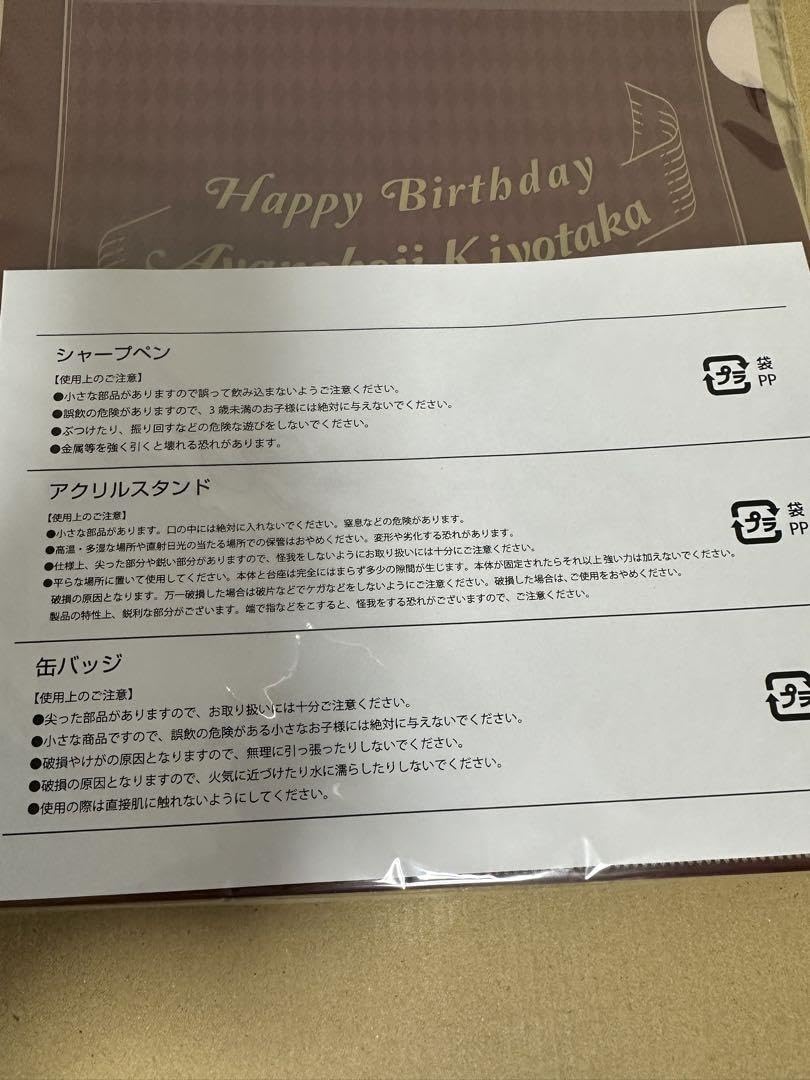 Happy Birthday
Ayanokoji Kiyotaka
シャープペン
【使用上のご注意】
●小さな部品がありますので誤って飲み込まないようご注意ください。
●誤飲の危険がありますので、3歳未満のお子様には絶対に与えないでください。
●ぶつけたり、振り回すなどの危険な遊びをしないでください。
●金属等を強く引くと壊れる恐れがあります。
プラ
袋
PP
アクリルスタンド
【使用上のご注意】
●小さな部品があります。口の中には絶対に入れないでください。窒息などの危険があります。
●高温・多湿な場所や直射日光の当たる場所での保管はおやめください。変形や劣化する恐れがあります。
●仕様上、尖った部分や鋭い部分がありますので、怪我をしないようにお取り扱いには十分にご注意ください。
●平らな場所に置いて使用してください。本体と台座は完全にはまらず多少の隙間が生じます。本体が固定されたらそれ以上強い力は加えないでください。
破損の原因となります。万一破損した場合は破片などでケガなどをしないようにご注意ください。破損した場合は、ご使用をおやめください。
製品の特性上、鋭利な部分がございます。端で指などをこすると、怪我をする恐れがございますので、ご注意ください。
プラ
袋
PP
缶バッジ
【使用上のご注意】
●尖った部品がありますので、お取り扱いには十分ご注意ください。
●小さな商品ですので、誤飲の危険がある小さなお子様には絶対に与えないでください。
●破損やけがの原因となりますので、無理に引っ張ったりしないでください。
●破損の原因となりますので、火気に近づけたり水に濡らしたりしないでください。
●使用の際は直接肌に触れないようにしてください。
プラ